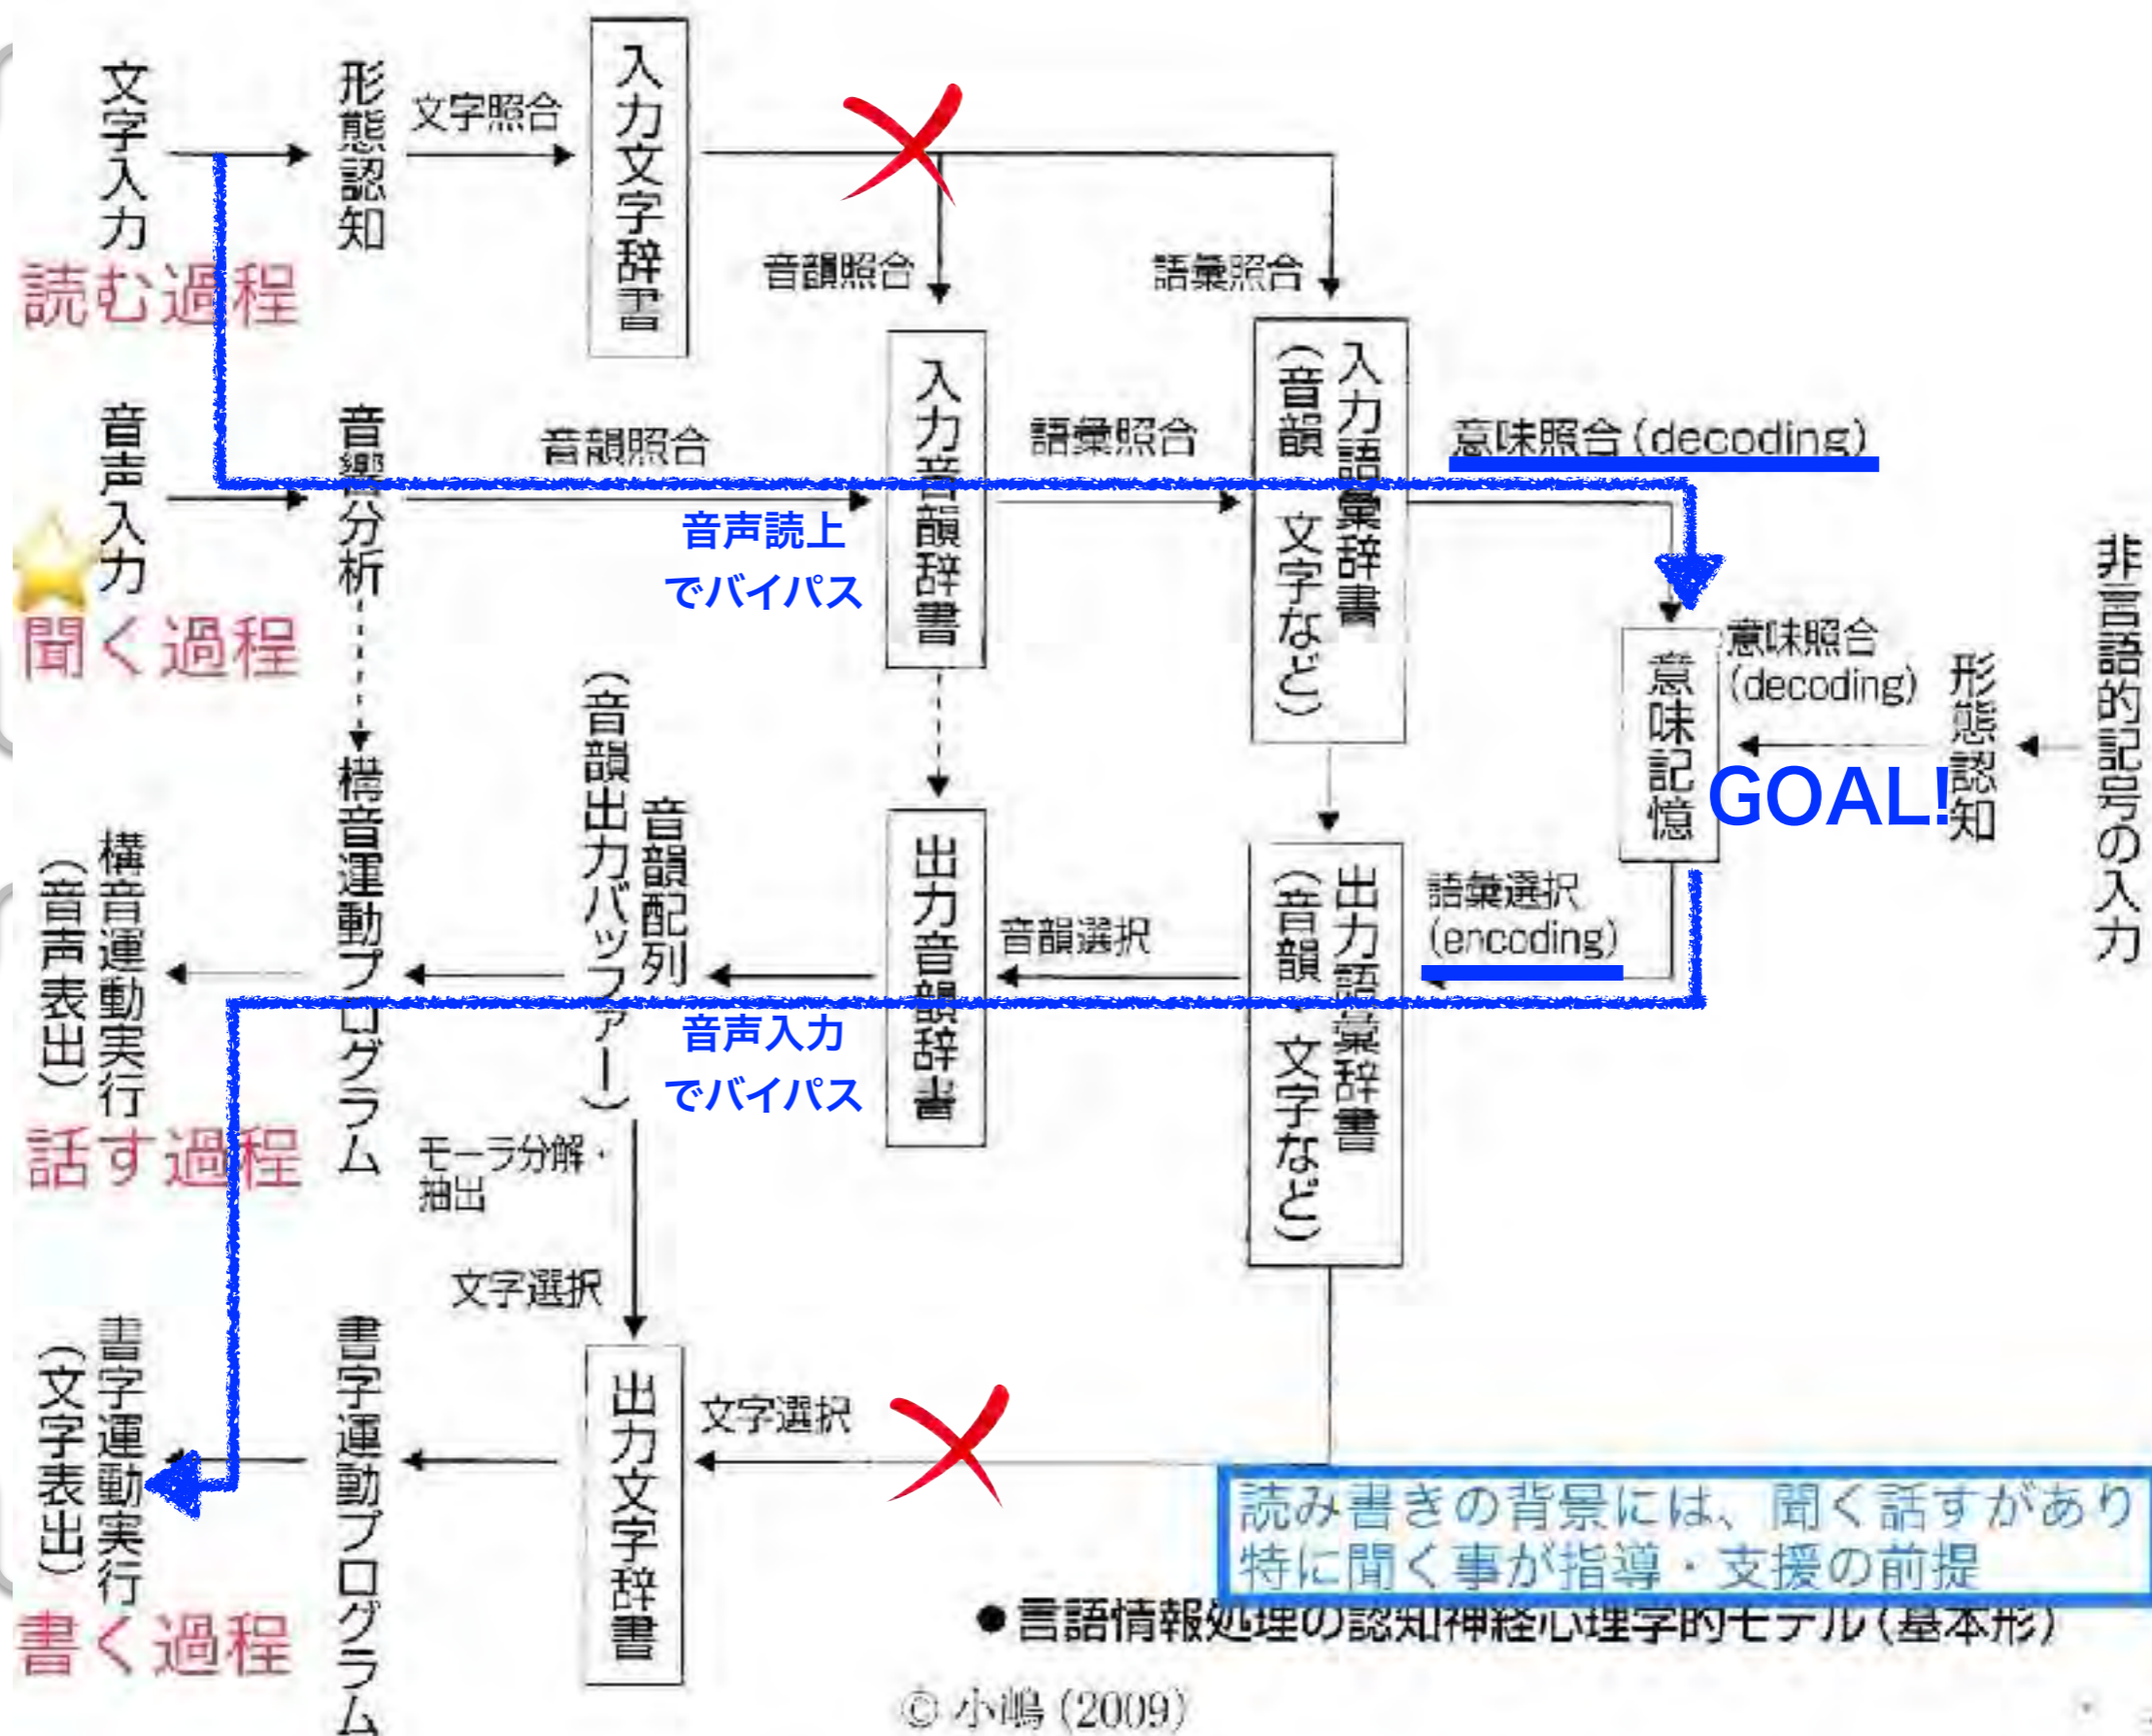 文字入力
形態認知
文字照合
入力文字辞書
音韻照合
語彙照合
読む過程
音声入力
音響分析
音韻照合
入力音韻辞書
語彙照合
入力語彙辞書
(音韻・文字など)
意味照合(decoding)
音声読上
でバイパス
聞く過程
意味記憶
意味照合
(decoding)
形態認知
非言語的記号の入力
GOAL!
構音運動実行
(音声表出)
構音運動プログラム
音韻配列
(音韻出力バッファー)
出力音韻辞書
音韻選択
出力語彙辞書
(音韻・文字など)
語彙選択
(encoding)
音声入力
でバイパス
話す過程
モーラ分解・
抽出
文字選択
書字運動実行
(文字表出)
書字運動プログラム
出力文字辞書
文字選択
書く過程
読み書きの背景には、聞く話すがあり
特に聞く事が指導・支援の前提
●言語情報処理の認知神経心理学的モデル(基本形)
© 小嶋 (2009)